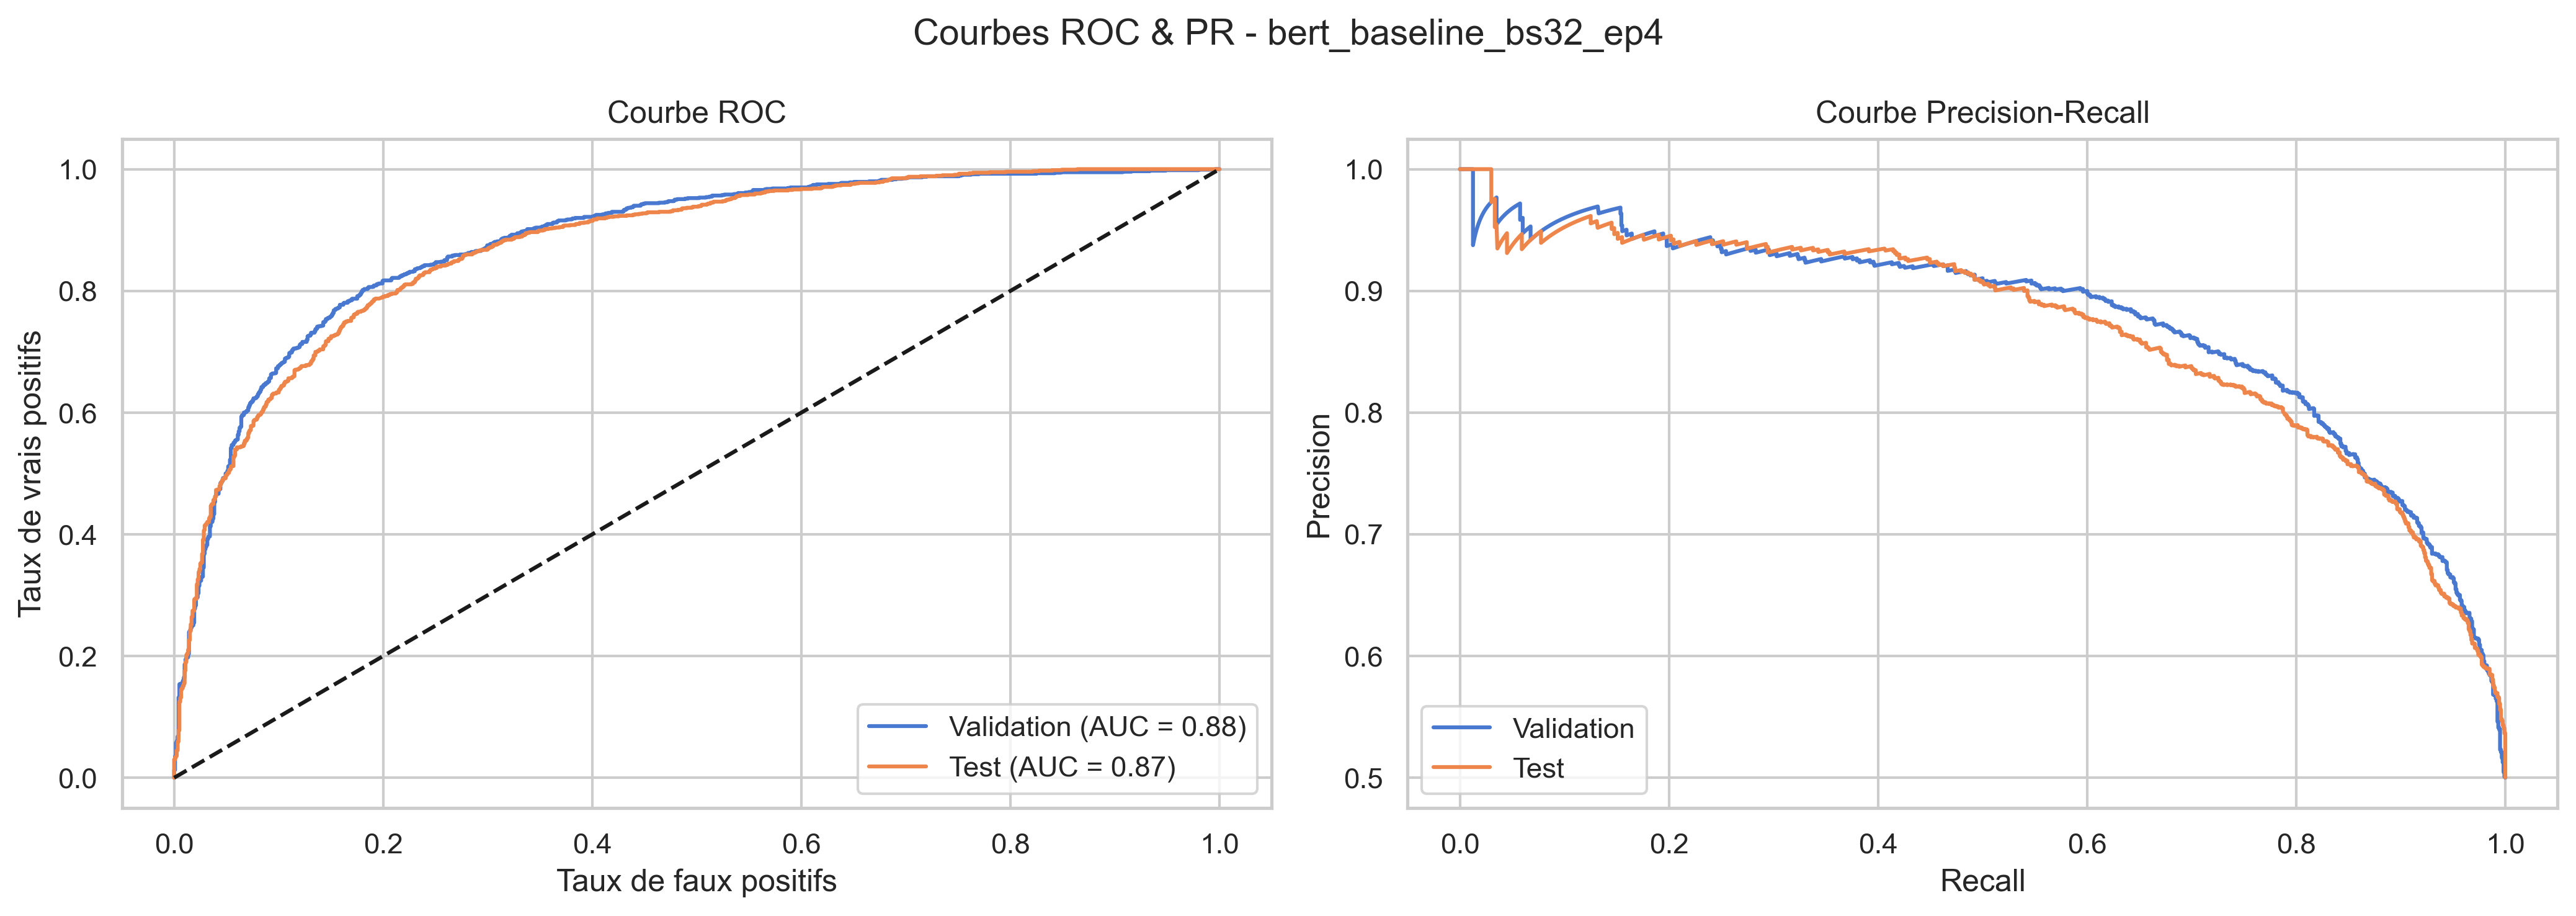 Courbes ROC & PR - bert_baseline_bs32_ep4
Courbe ROC
1.0
0.8
0.6
0.4
0.2
0.0
Taux de vrais positifs
0.0 0.2 0.4 0.6 0.8 1.0
Taux de faux positifs
Validation (AUC = 0.88)
Test (AUC = 0.87)
Courbe Precision-Recall
1.0
0.9
0.8
0.7
0.6
0.5
Precision
0.0 0.2 0.4 0.6 0.8 1.0
Recall
Validation
Test